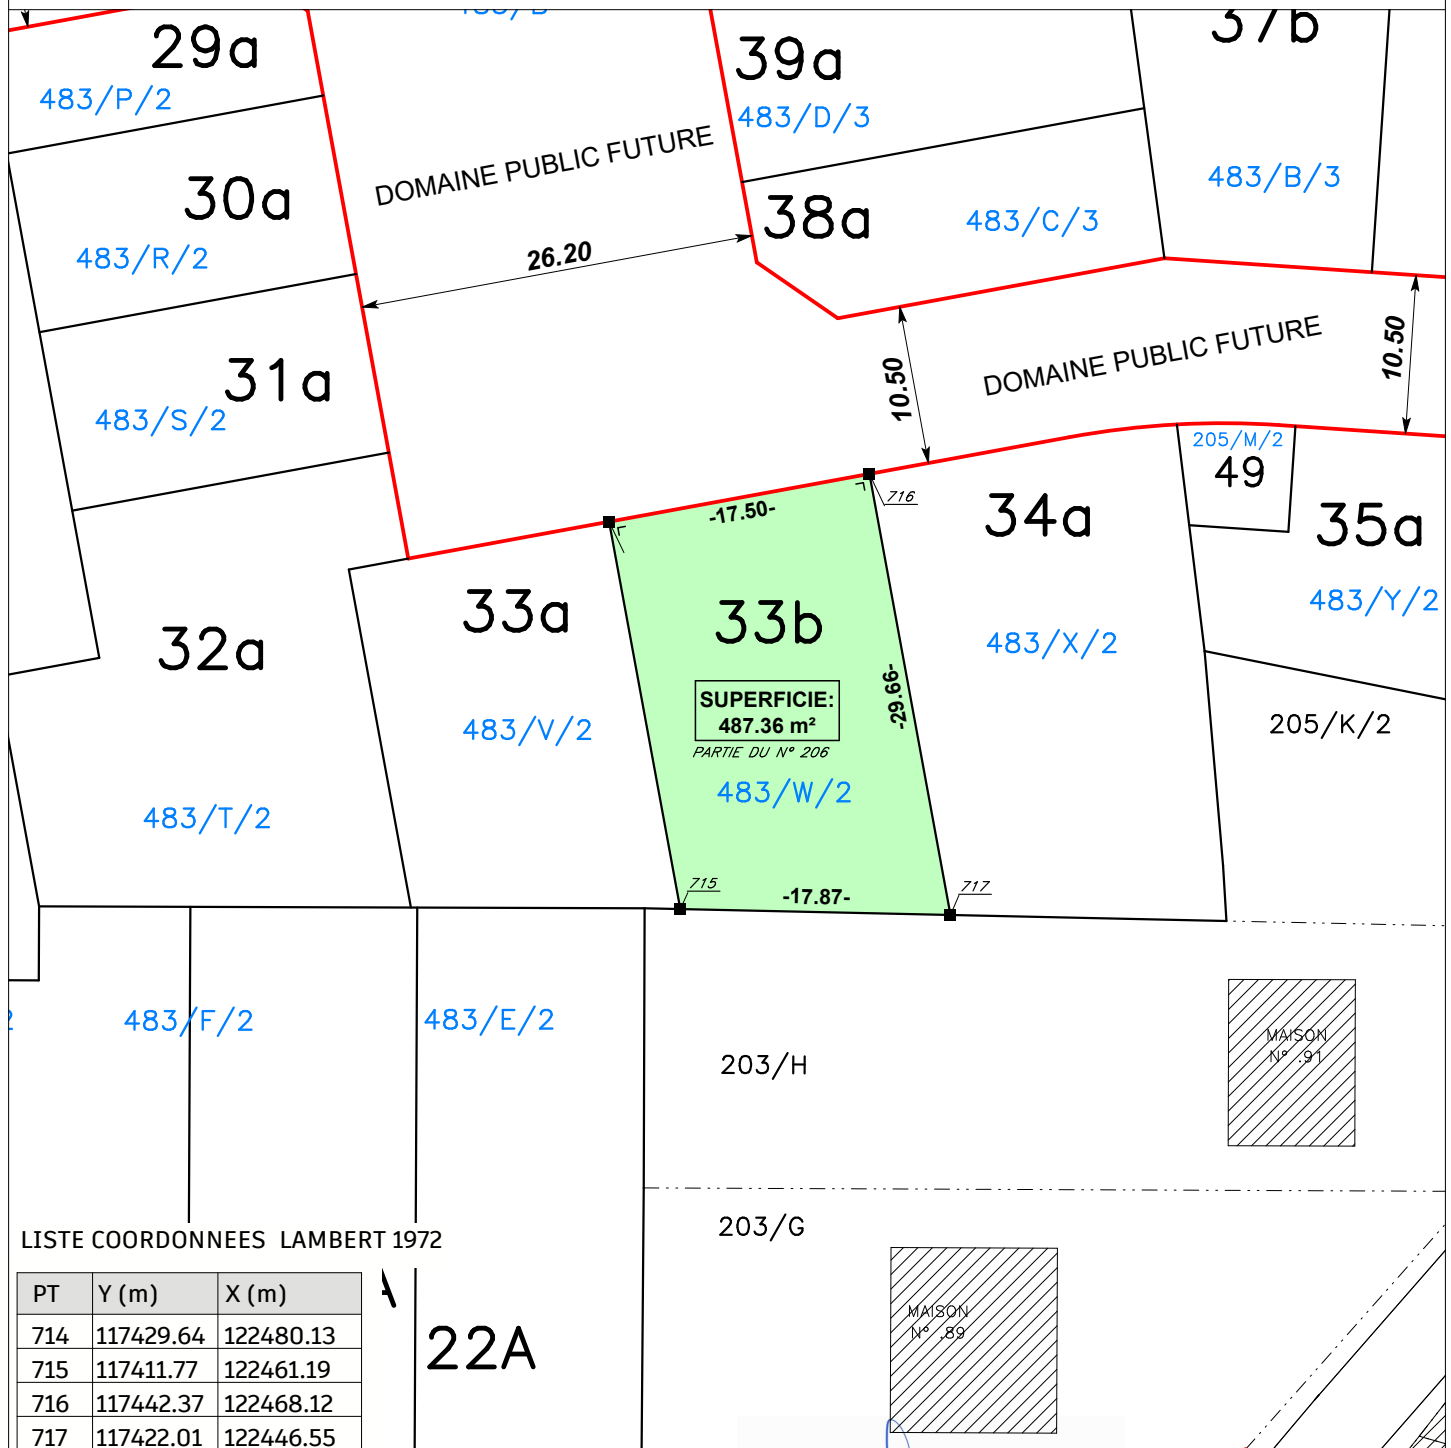 29a
483/P/2
39a
483/D/3
37b
483/B/3
DOMAINE PUBLIC FUTURE
30a
483/R/2
38a
483/C/3
26.20
31a
483/S/2
10.50
DOMAINE PUBLIC FUTURE
10.50
205/M/2
49
-17.50-
716
34a
35a
483/Y/2
33a
33b
32a
483/X/2
SUPERFICIE:
487.36 m²
PARTIE DU N° 206
-29.66-
483/V/2
205/K/2
483/W/2
483/T/2
715
-17.87-
717
483/F/2
483/E/2
203/H
MAISON
N° .91
203/G
LISTE COORDONNEES LAMBERT 1972
PT Y (m) X (m)
714 117429.64 122480.13
715 117411.77 122461.19
716 117442.37 122468.12
717 117422.01 122446.55
22A
MAISON
N° .89